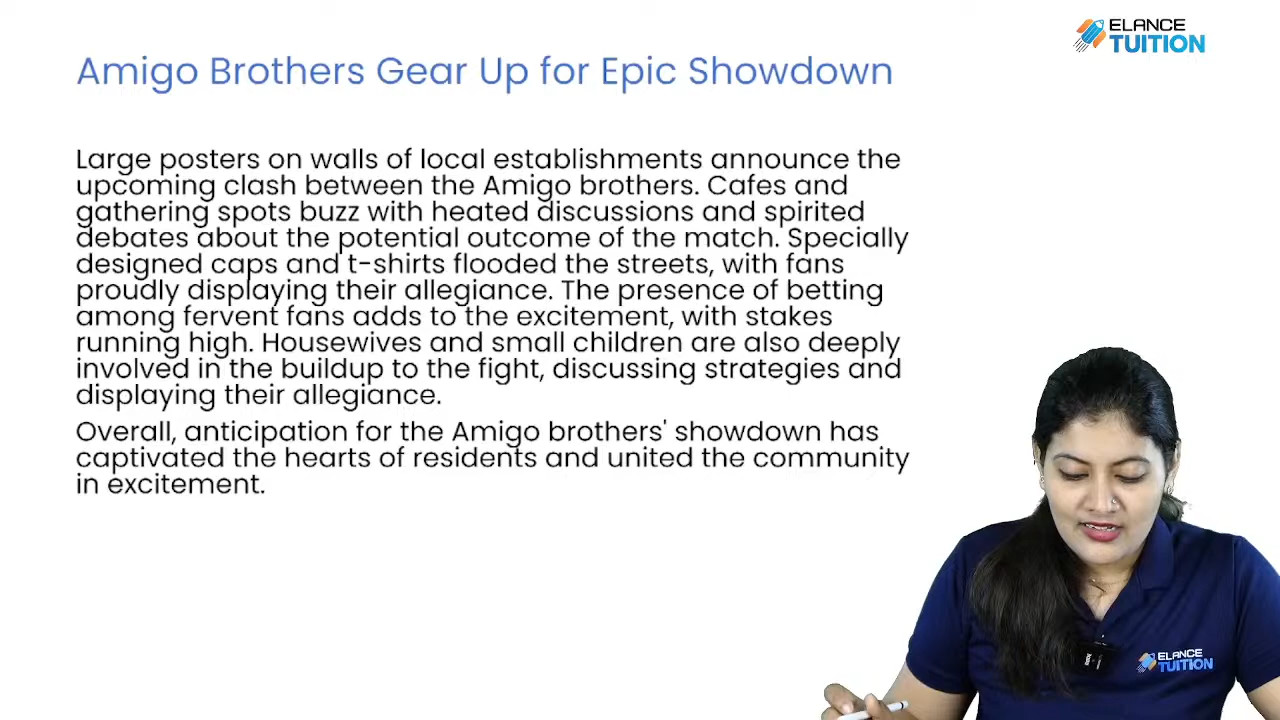 ELANCE
TUITION
Amigo Brothers Gear Up for Epic Showdown
Large posters on walls of local establishments announce the
upcoming clash between the Amigo brothers. Cafes and
gathering spots buzz with heated discussions and spirited
debates about the potential outcome of the match. Specially
designed caps and t-shirts flooded the streets, with fans
proudly displaying their allegiance. The presence of betting
among fervent fans adds to the excitement, with stakes
running high. Housewives and small children are also deeply
involved in the buildup to the fight, discussing strategies and
displaying their allegiance.
Overall, anticipation for the Amigo brothers' showdown has
captivated the hearts of residents and united the community
in excitement.
ELANCE
TUITION